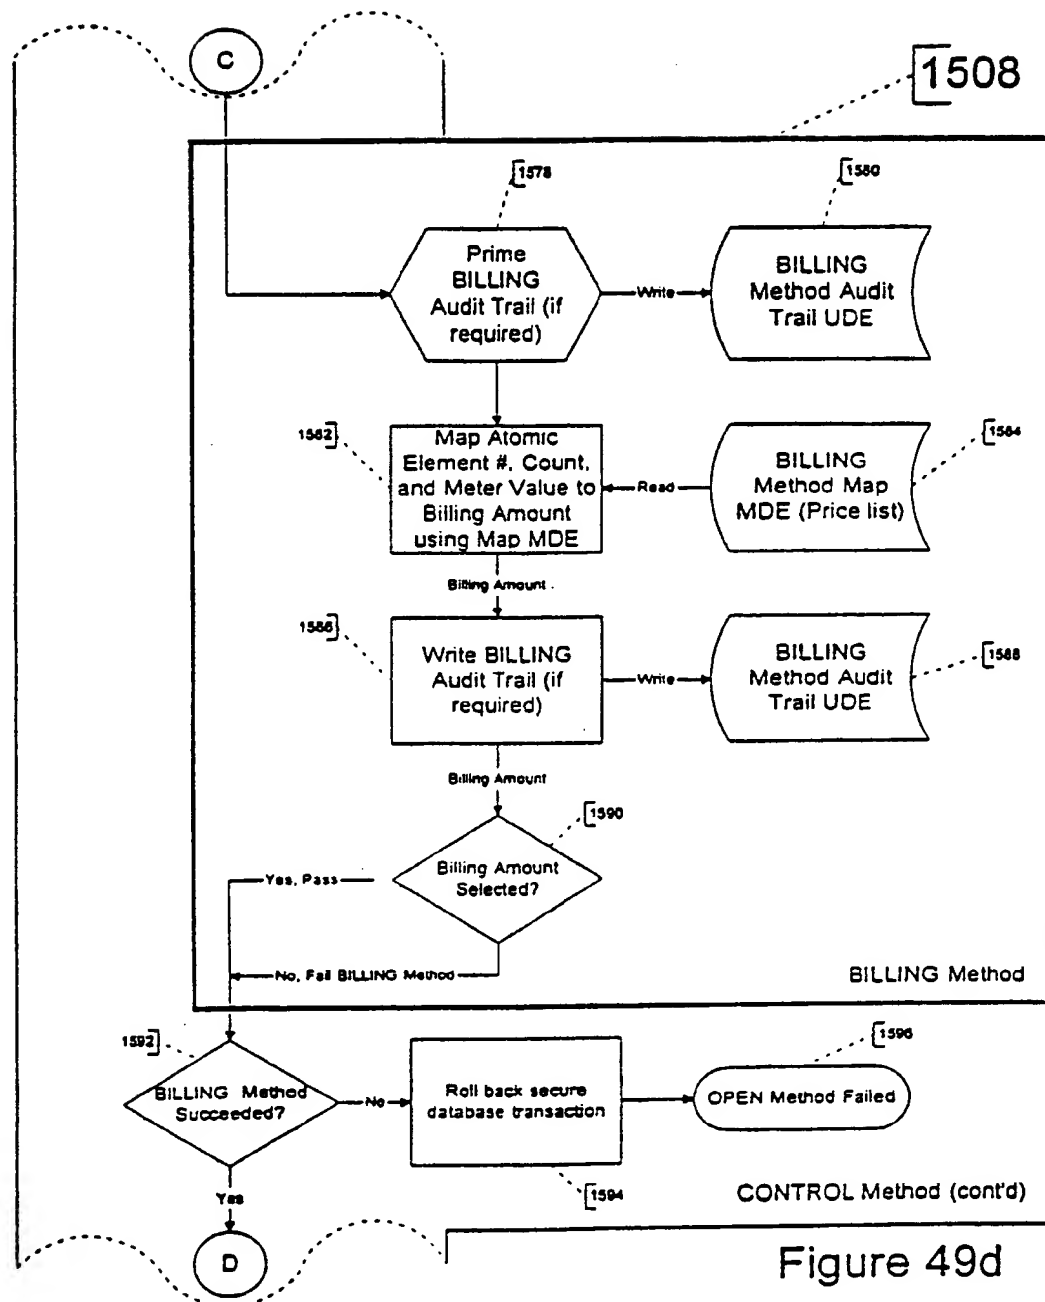 C
1508
1578
1580
Prime
BILLING
Audit Trail (if
required)
Write
BILLING
Method Audit
Trail UDE
1582
1584
Map Atomic
Element #, Count,
and Meter Value to
Billing Amount
using Map MDE
Read
BILLING
Method Map
MDE (Price list)
Billing Amount
1586
1588
Write BILLING
Audit Trail (if
required)
Write
BILLING
Method Audit
Trail UDE
Billing Amount
1590
Billing Amount
Selected?
Yes, Pass
No, Fail BILLING Method
BILLING Method
1592
1596
BILLING Method
Succeeded?
No
Roll back secure
database transaction
OPEN Method Failed
1594
Yes
CONTROL Method (cont'd)
D
Figure 49d